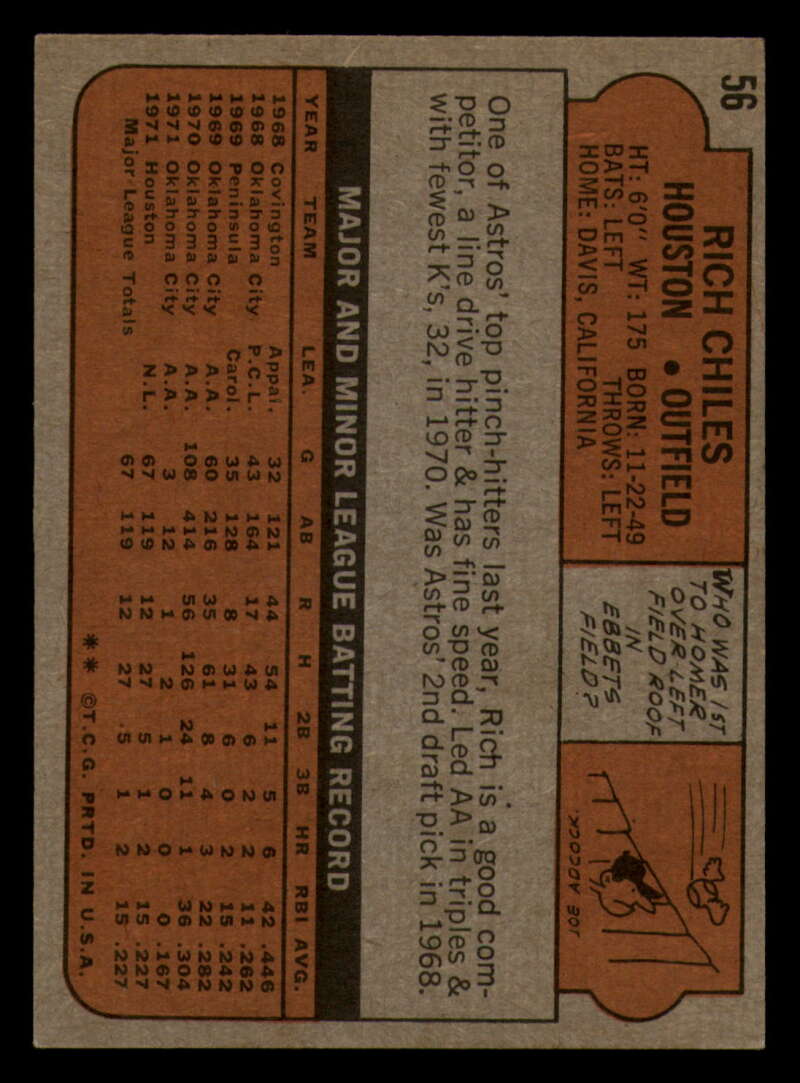 56
RICH CHILES
HOUSTON • OUTFIELD
HT: 6'0" WT: 175 BORN: 11-22-49
BATS: LEFT THROWS: LEFT
HOME: DAVIS, CALIFORNIA
WHO WAS 1ST
TO HOMER
OVER LEFT
FIELD ROOF
IN
EBBETS
FIELD?
JOE ADCOCK.
One of Astros' top pinch-hitters last year, Rich is a good com-
petitor, a line drive hitter & has fine speed. Led AA in triples &
with fewest K's, 32, in 1970. Was Astros' 2nd draft pick in 1968.
MAJOR AND MINOR LEAGUE BATTING RECORD
YEAR TEAM LEA. G AB R H 2B 3B HR RBI AVG.
1968 Covington Appal. 32 121 44 54 11 5 6 42 .446
1968 Oklahoma City P.C.L. 43 164 17 43 6 2 2 11 .262
1969 Peninsula Carol. 35 128 8 31 6 0 2 15 .242
1969 Oklahoma City A.A. 60 216 35 61 8 4 3 22 .282
1970 Oklahoma City A.A. 108 414 56 126 24 11 1 36 .304
1971 Oklahoma City A.A. 3 12 1 2 1 0 0 0 .167
1971 Houston N.L. 67 119 12 27 5 1 2 15 .227
Major League Totals 67 119 12 27 5 1 2 15 .227
** ©T.C.G. PRTD. IN U.S.A.